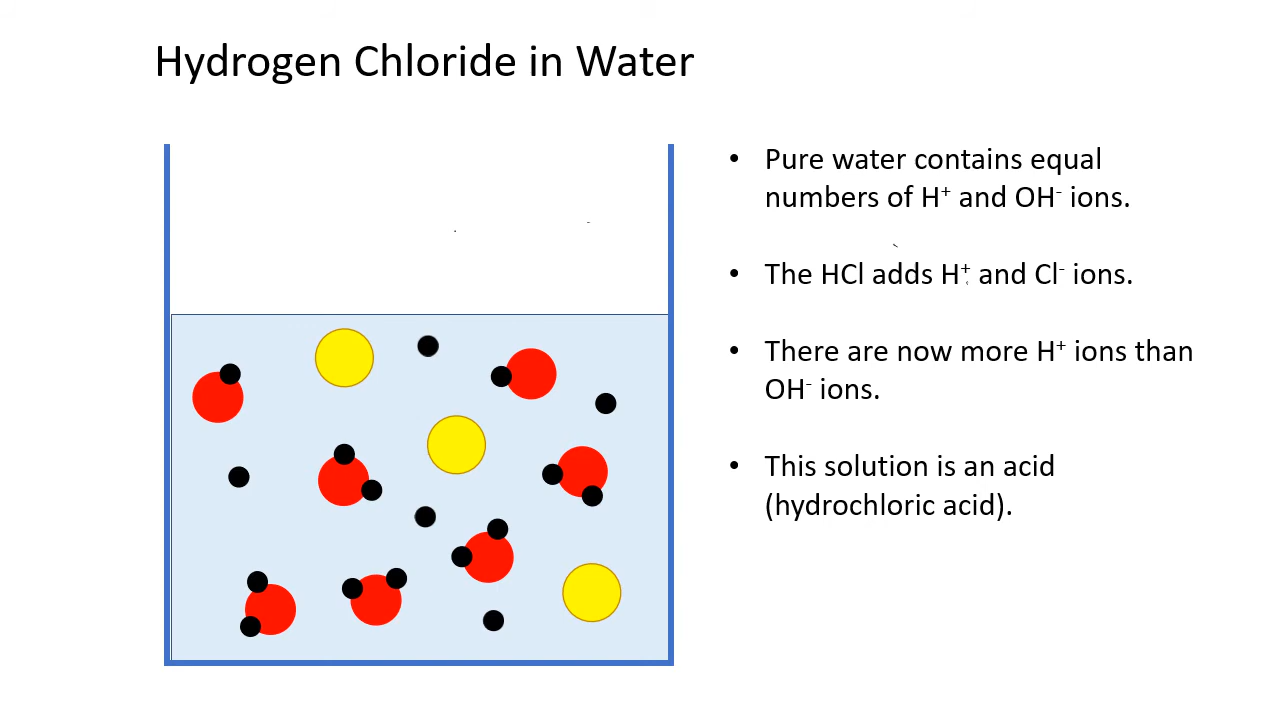 Hydrogen Chloride in Water
• Pure water contains equal
numbers of H⁺ and OH⁻ ions.
• The HCl adds H⁺ and Cl⁻ ions.
• There are now more H⁺ ions than
OH⁻ ions.
• This solution is an acid
(hydrochloric acid).